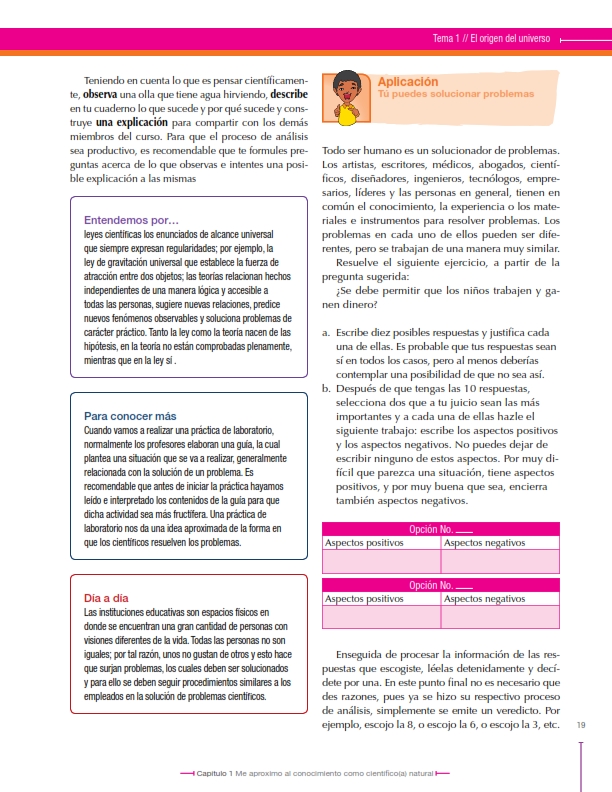 Tema 1 // El origen del universo
Teniendo en cuenta lo que es pensar científicamen-
te, observa una olla que tiene agua hirviendo, describe
en tu cuaderno lo que sucede y por qué sucede y cons-
truye una explicación para compartir con los demás
miembros del curso. Para que el proceso de análisis
sea productivo, es recomendable que te formules pre-
guntas acerca de lo que observas e intentes una posi-
ble explicación a las mismas
Entendemos por…
leyes científicas los enunciados de alcance universal
que siempre expresan regularidades; por ejemplo, la
ley de gravitación universal que establece la fuerza de
atracción entre dos objetos; las teorías relacionan hechos
independientes de una manera lógica y accesible a
todas las personas, sugiere nuevas relaciones, predice
nuevos fenómenos observables y soluciona problemas de
carácter práctico. Tanto la ley como la teoría nacen de las
hipótesis, en la teoría no están comprobadas plenamente,
mientras que en la ley sí .
Para conocer más
Cuando vamos a realizar una práctica de laboratorio,
normalmente los profesores elaboran una guía, la cual
plantea una situación que se va a realizar, generalmente
relacionada con la solución de un problema. Es
recomendable que antes de iniciar la práctica hayamos
leído e interpretado los contenidos de la guía para que
dicha actividad sea más fructífera. Una práctica de
laboratorio nos da una idea aproximada de la forma en
que los científicos resuelven los problemas.
Día a día
Las instituciones educativas son espacios físicos en
donde se encuentran una gran cantidad de personas con
visiones diferentes de la vida. Todas las personas no son
iguales; por tal razón, unos no gustan de otros y esto hace
que surjan problemas, los cuales deben ser solucionados
y para ello se deben seguir procedimientos similares a los
empleados en la solución de problemas científicos.
Aplicación
Tú puedes solucionar problemas
Todo ser humano es un solucionador de problemas.
Los artistas, escritores, médicos, abogados, cientí-
ficos, diseñadores, ingenieros, tecnólogos, empre-
sarios, líderes y las personas en general, tienen en
común el conocimiento, la experiencia o los mate-
riales e instrumentos para resolver problemas. Los
problemas en cada uno de ellos pueden ser dife-
rentes, pero se trabajan de una manera muy similar.
Resuelve el siguiente ejercicio, a partir de la
pregunta sugerida:
¿Se debe permitir que los niños trabajen y ga-
nen dinero?
a. Escribe diez posibles respuestas y justifica cada
una de ellas. Es probable que tus respuestas sean
sí en todos los casos, pero al menos deberías
contemplar una posibilidad de que no sea así.
b. Después de que tengas las 10 respuestas,
selecciona dos que a tu juicio sean las más
importantes y a cada una de ellas hazle el
siguiente trabajo: escribe los aspectos positivos
y los aspectos negativos. No puedes dejar de
escribir ninguno de estos aspectos. Por muy di-
fícil que parezca una situación, tiene aspectos
positivos, y por muy buena que sea, encierra
también aspectos negativos.
Opción No. ____
Aspectos positivos Aspectos negativos
Opción No. ____
Aspectos positivos Aspectos negativos
Enseguida de procesar la información de las res-
puestas que escogiste, léelas detenidamente y decí-
dete por una. En este punto final no es necesario que
des razones, pues ya se hizo su respectivo proceso
de análisis, simplemente se emite un veredicto. Por
ejemplo, escojo la 8, o escojo la 6, o escojo la 3, etc.
19
Capítulo 1 Me aproximo al conocimiento como científico(a) natural